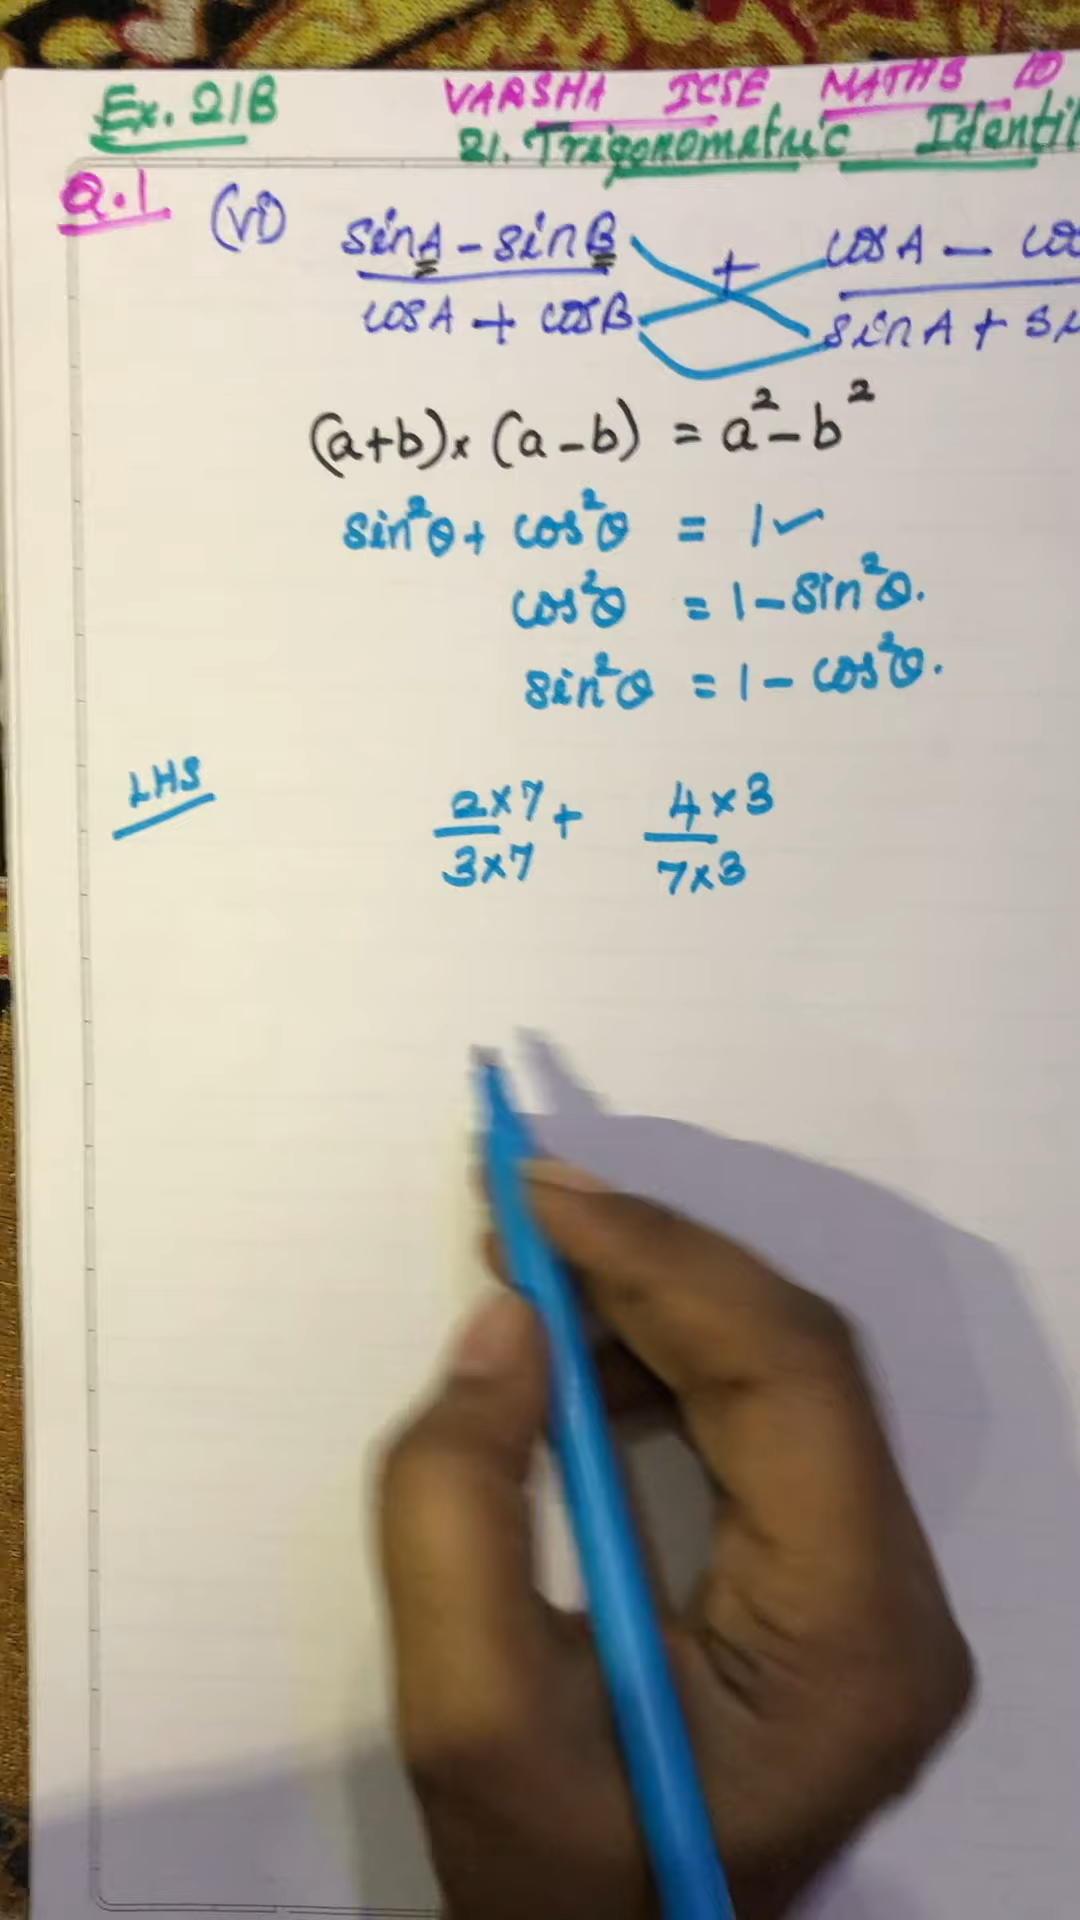 Ex. 21B
VARSHA ICSE MATHS 10
21. Trigonometric
Q.1 (vi) sinA - sinB + cosA -
cosA + cosB sinA +
(a+b) × (a-b) = a² - b²
sin²θ + cos²θ = 1 ✓
cos²θ = 1 - sin²θ.
sin²θ = 1 - cos²θ.
LHS
2×7 + 4×3
3×7 7×3